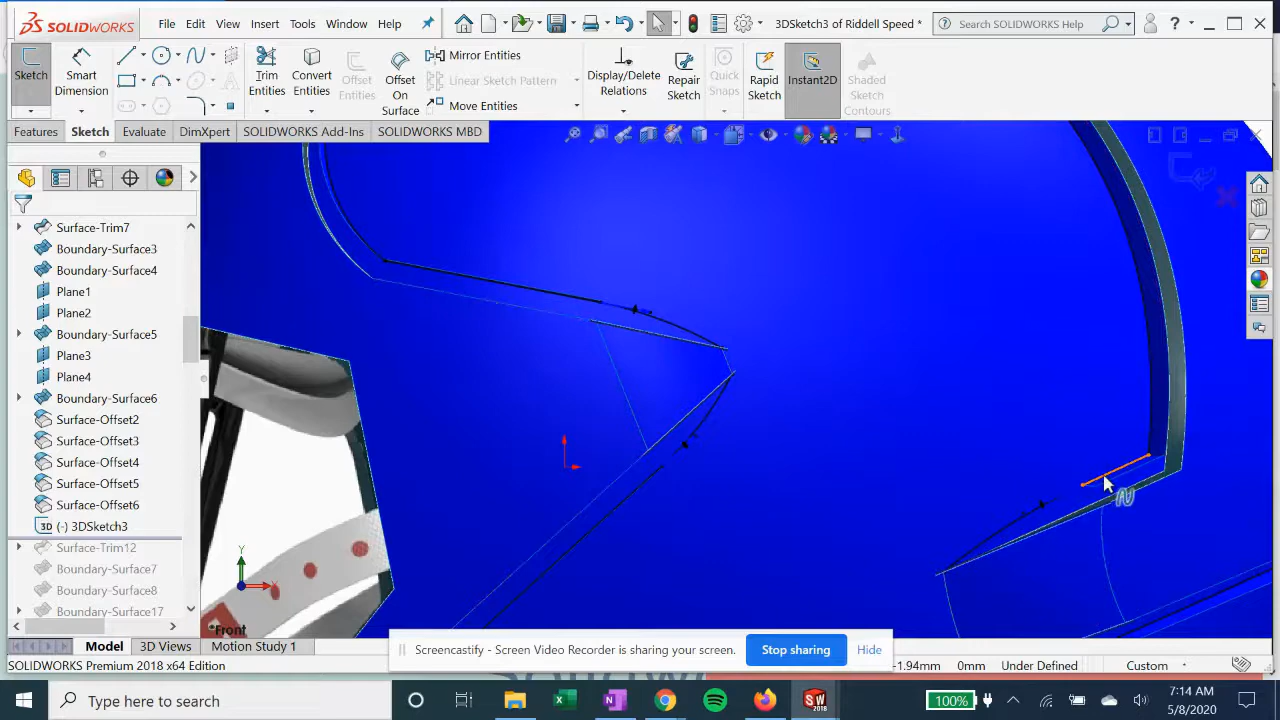 SOLIDWORKS File Edit View Insert Tools Window Help 3DSketch3 of Riddell Speed * Search SOLIDWORKS Help ?
Sketch Smart Dimension Trim Entities Convert Entities Offset Entities Offset On Surface Mirror Entities Linear Sketch Pattern Move Entities Display/Delete Relations Repair Sketch Quick Snaps Rapid Sketch Instant2D Shaded Sketch Contours
Features Sketch Evaluate DimXpert SOLIDWORKS Add-Ins SOLIDWORKS MBD
Surface-Trim7
Boundary-Surface3
Boundary-Surface4
Plane1
Plane2
Boundary-Surface5
Plane3
Plane4
Boundary-Surface6
Surface-Offset2
Surface-Offset3
Surface-Offset4
Surface-Offset5
Surface-Offset6
3D (-) 3DSketch3
Surface-Trim12
Boundary-Surface7
Boundary-Surface8
Boundary-Surface17
Y
X
*Front
Model 3D Views Motion Study 1
Screencastify - Screen Video Recorder is sharing your screen. Stop sharing Hide
SOLIDWORKS Premium 2018 x64 Edition -1.94mm 0mm Under Defined Custom
Type here to search 100% 7:14 AM
5/8/2020